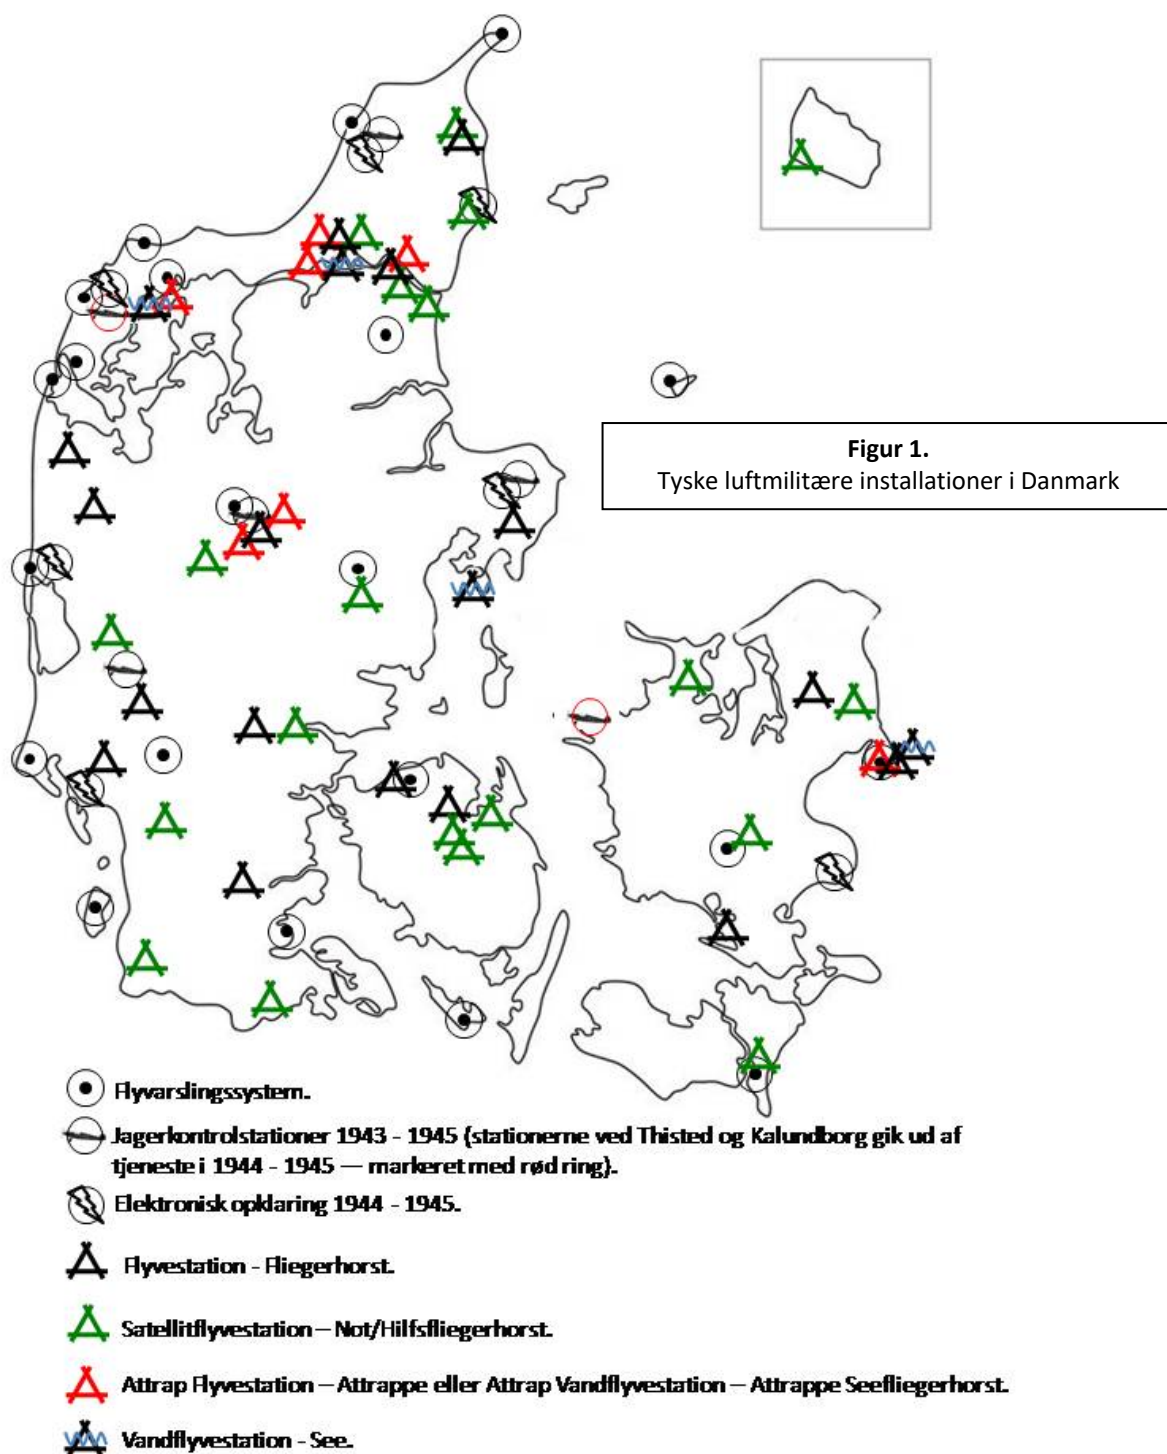 Figur 1.
Tyske luftmilitære installationer i Danmark
Flyvarslingssystem.
Jagerkontrolstationer 1943 - 1945 (stationerne ved Thisted og Kalundborg gik ud af
tjeneste i 1944 - 1945 — markeret med rød ring).
Elektronisk opklaring 1944 - 1945.
Flyvestation - Fliegerhorst.
Satellitflyvestation – Not/Hilfsfliegerhorst.
Attrap Flyvestation – Attrappe eller Attrap Vandflyvestation – Attrappe Seefliegerhorst.
Vandflyvestation - See.